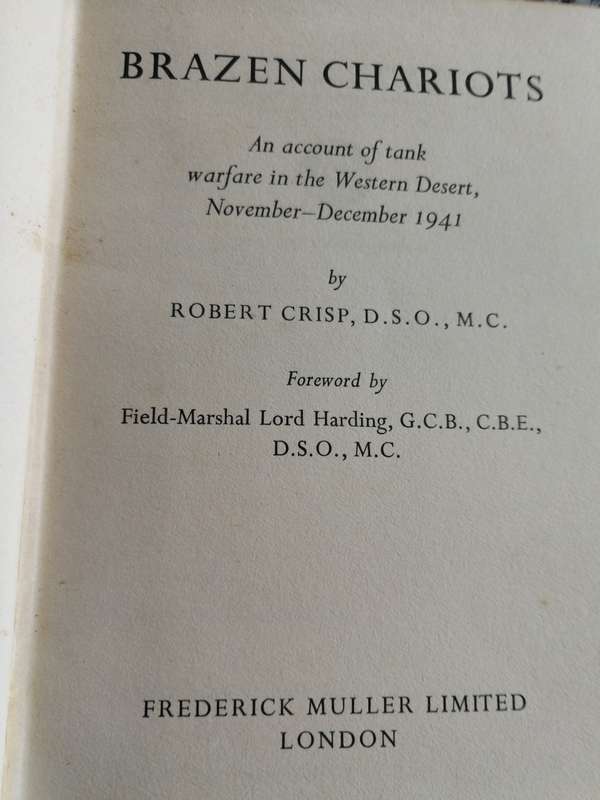 BRAZEN CHARIOTS
An account of tank
warfare in the Western Desert,
November–December 1941
by
ROBERT CRISP, D.S.O., M.C.
Foreword by
Field-Marshal Lord Harding, G.C.B., C.B.E.,
D.S.O., M.C.
FREDERICK MULLER LIMITED
LONDON